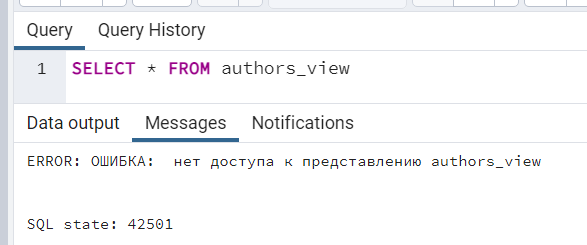 Query Query History
1 SELECT * FROM authors_view
Data output Messages Notifications
ERROR: ОШИБКА:  нет доступа к представлению authors_view
SQL state: 42501